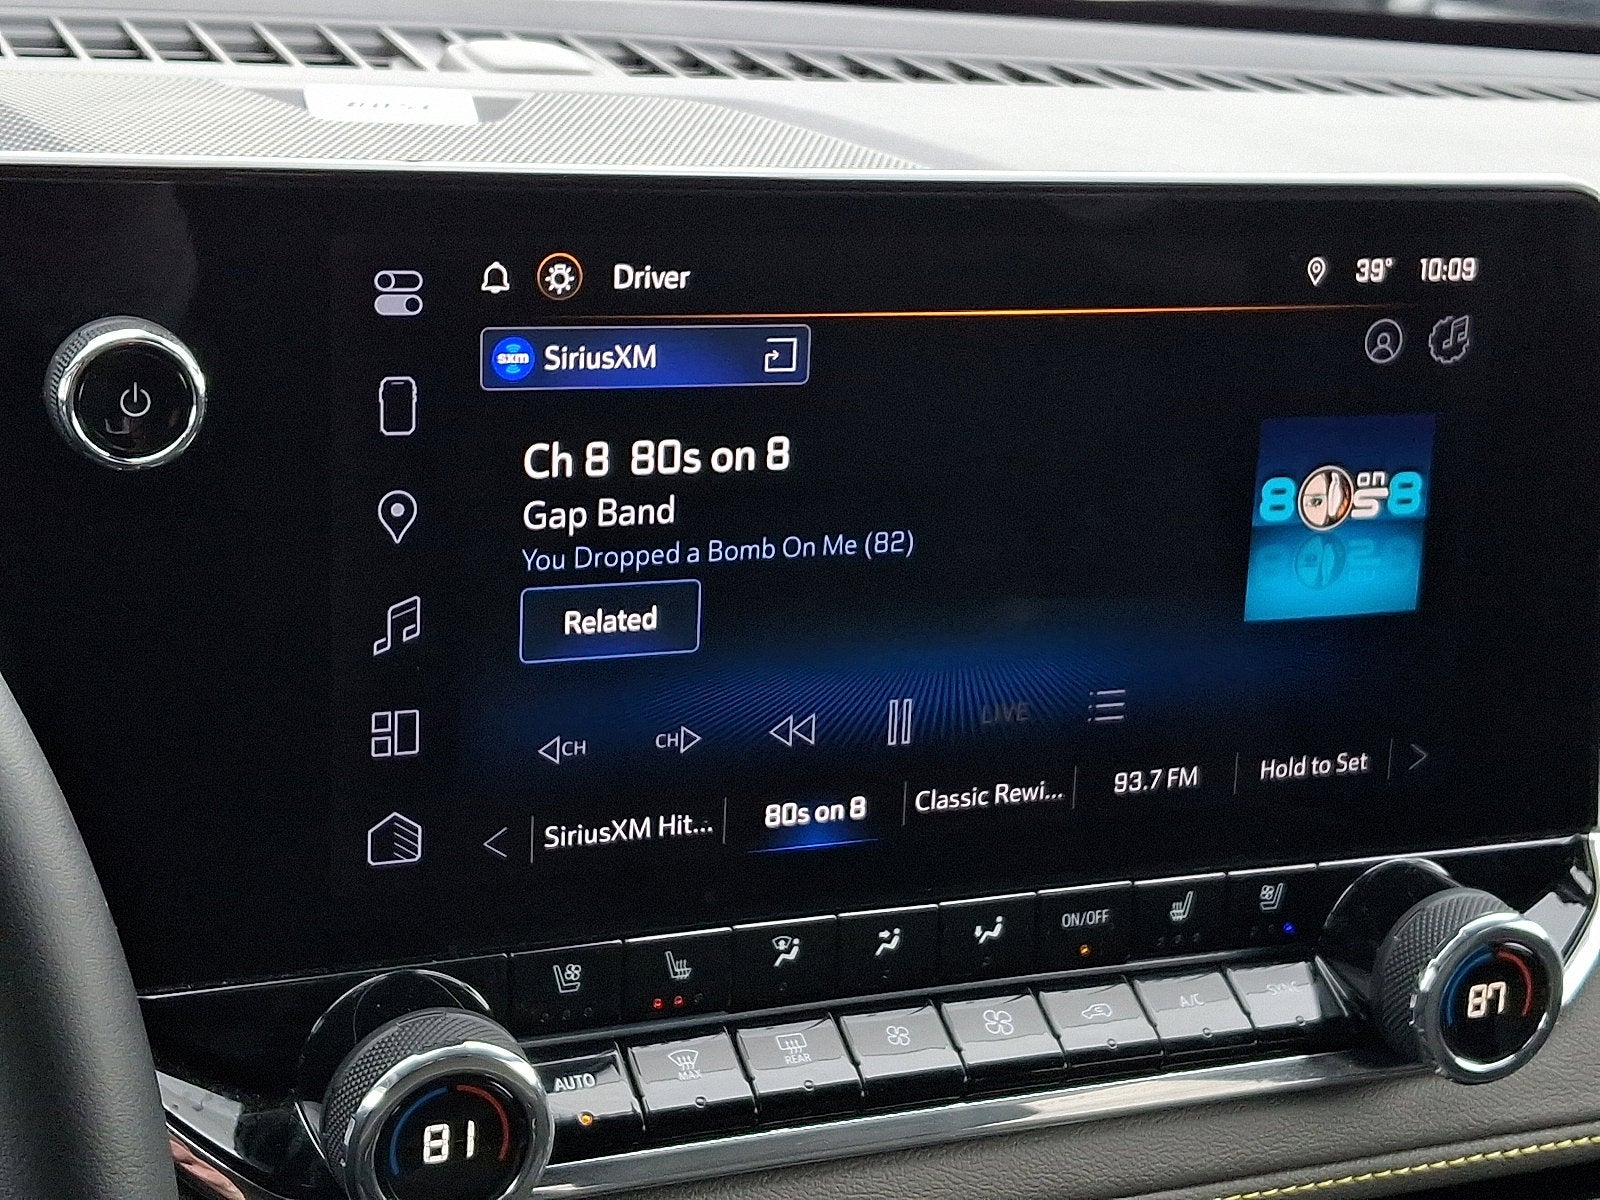 Driver
39° 10:09
sxm SiriusXM
Ch 8 80s on 8
Gap Band
You Dropped a Bomb On Me (82)
Related
80s on 8
CH CH LIVE
SiriusXM Hit... 80s on 8 Classic Rewi... 93.7 FM Hold to Set
ON/OFF
AUTO MAX REAR A/C SYNC
81
87